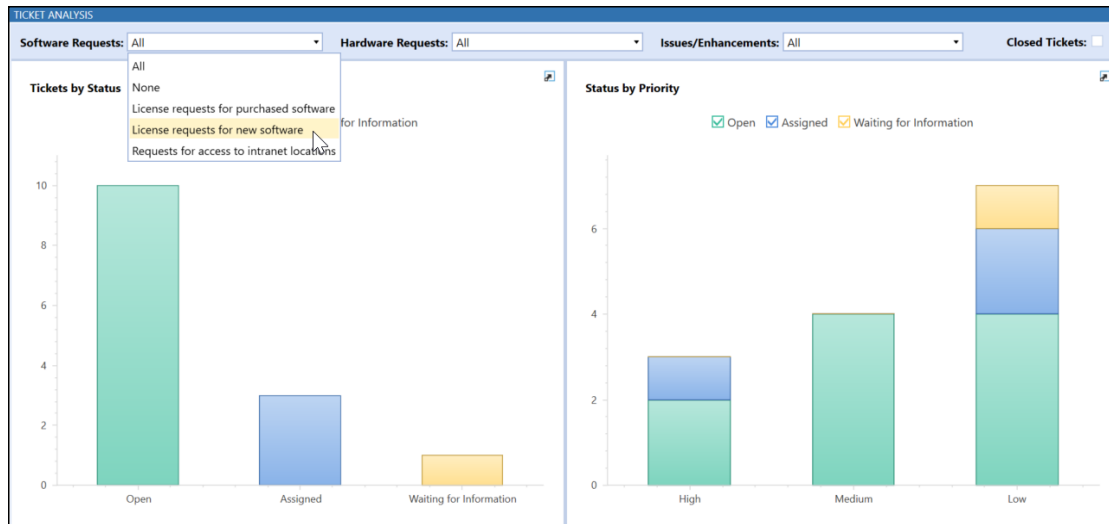 TICKET ANALYSIS
Software Requests: All
Hardware Requests: All
Issues/Enhancements: All
Closed Tickets:
All
None
License requests for purchased software
License requests for new software
Requests for access to intranet locations
Tickets by Status
for Information
10
8
6
4
2
0
Open Assigned Waiting for Information
Status by Priority
Open Assigned Waiting for Information
6
4
2
0
High Medium Low